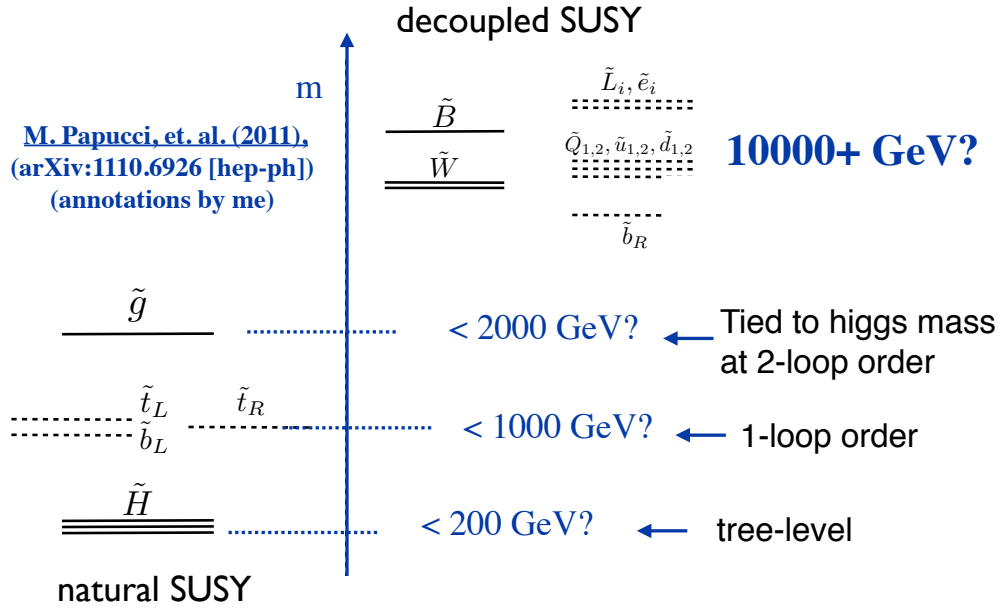 decoupled SUSY
m
M. Papucci, et. al. (2011),
(arXiv:1110.6926 [hep-ph])
(annotations by me)
B̃
W̃
L̃ᵢ, ẽᵢ
Q̃₁,₂, ũ₁,₂, d̃₁,₂
b̃_R
10000+ GeV?
g̃
< 2000 GeV?
Tied to higgs mass
at 2-loop order
t̃_L
b̃_L
t̃_R
< 1000 GeV?
1-loop order
H̃
< 200 GeV?
tree-level
natural SUSY